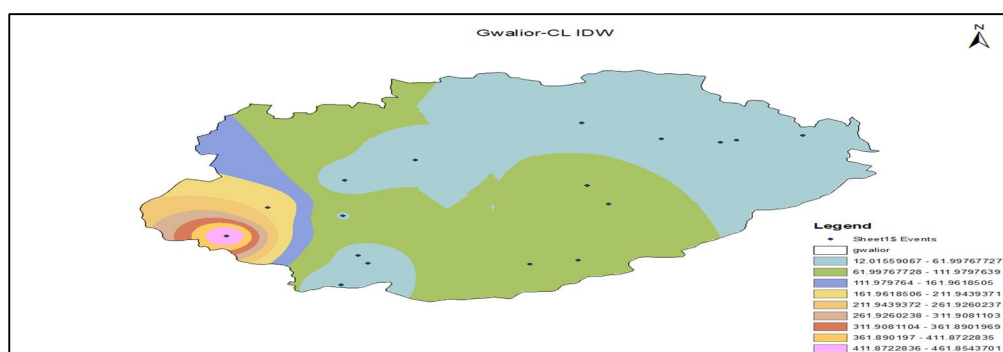 Gwalior-CL IDW
N
Legend
Sheet1$ Events
gwalior
12.01559067 - 61.99767727
61.99767728 - 111.9797639
111.979764 - 161.9618505
161.9618506 - 211.9439371
211.9439372 - 261.9260237
261.9260238 - 311.9081103
311.9081104 - 361.8901969
361.890197 - 411.8722835
411.8722836 - 461.8543701